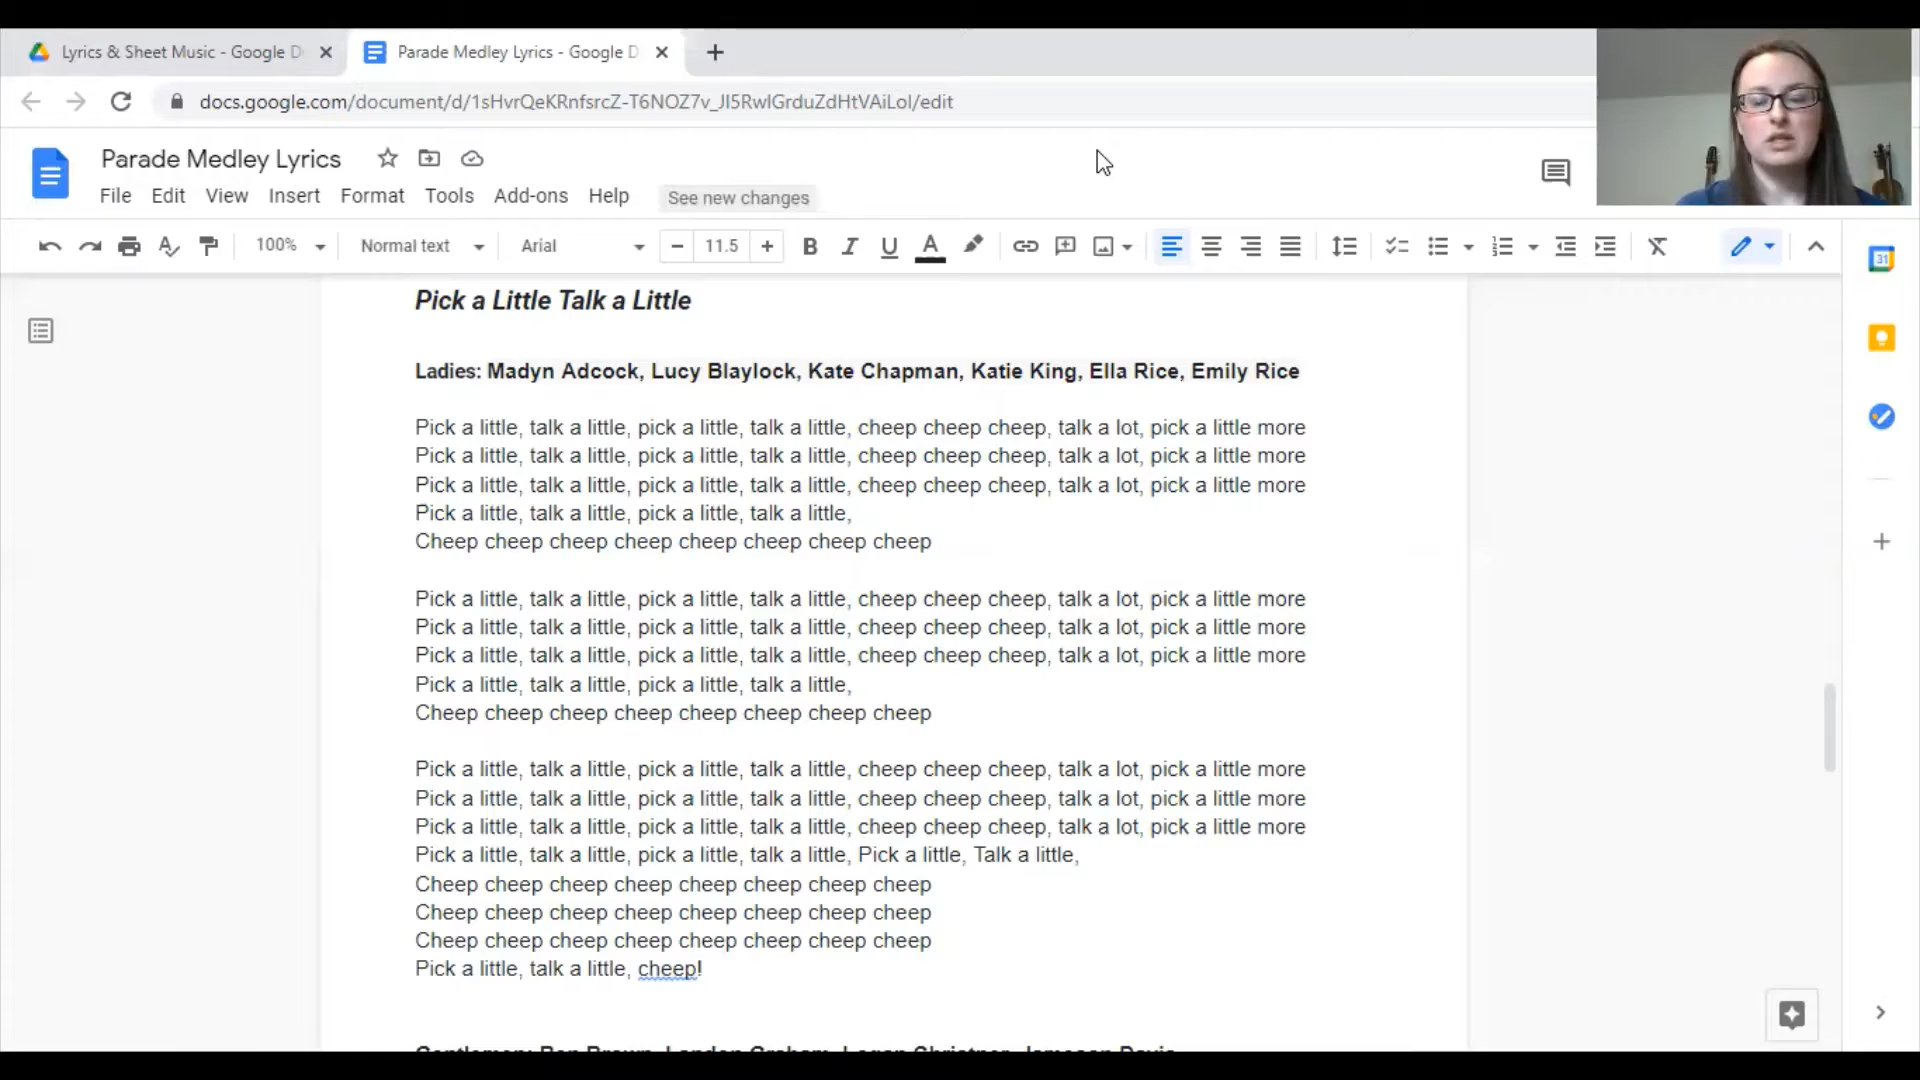 Lyrics & Sheet Music - Google D
Parade Medley Lyrics - Google D
docs.google.com/document/d/1sHvrQeKRnfsrcZ-T6NOZ7v_JI5RwIGrduZdHtVAiLoI/edit
Parade Medley Lyrics
File Edit View Insert Format Tools Add-ons Help See new changes
100% Normal text Arial 11.5 B I U A
31
Pick a Little Talk a Little
Ladies: Madyn Adcock, Lucy Blaylock, Kate Chapman, Katie King, Ella Rice, Emily Rice
Pick a little, talk a little, pick a little, talk a little, cheep cheep cheep, talk a lot, pick a little more
Pick a little, talk a little, pick a little, talk a little, cheep cheep cheep, talk a lot, pick a little more
Pick a little, talk a little, pick a little, talk a little, cheep cheep cheep, talk a lot, pick a little more
Pick a little, talk a little, pick a little, talk a little,
Cheep cheep cheep cheep cheep cheep cheep cheep
Pick a little, talk a little, pick a little, talk a little, cheep cheep cheep, talk a lot, pick a little more
Pick a little, talk a little, pick a little, talk a little, cheep cheep cheep, talk a lot, pick a little more
Pick a little, talk a little, pick a little, talk a little, cheep cheep cheep, talk a lot, pick a little more
Pick a little, talk a little, pick a little, talk a little,
Cheep cheep cheep cheep cheep cheep cheep cheep
Pick a little, talk a little, pick a little, talk a little, cheep cheep cheep, talk a lot, pick a little more
Pick a little, talk a little, pick a little, talk a little, cheep cheep cheep, talk a lot, pick a little more
Pick a little, talk a little, pick a little, talk a little, cheep cheep cheep, talk a lot, pick a little more
Pick a little, talk a little, pick a little, talk a little, Pick a little, Talk a little,
Cheep cheep cheep cheep cheep cheep cheep cheep
Cheep cheep cheep cheep cheep cheep cheep cheep
Cheep cheep cheep cheep cheep cheep cheep cheep
Pick a little, talk a little, cheep!